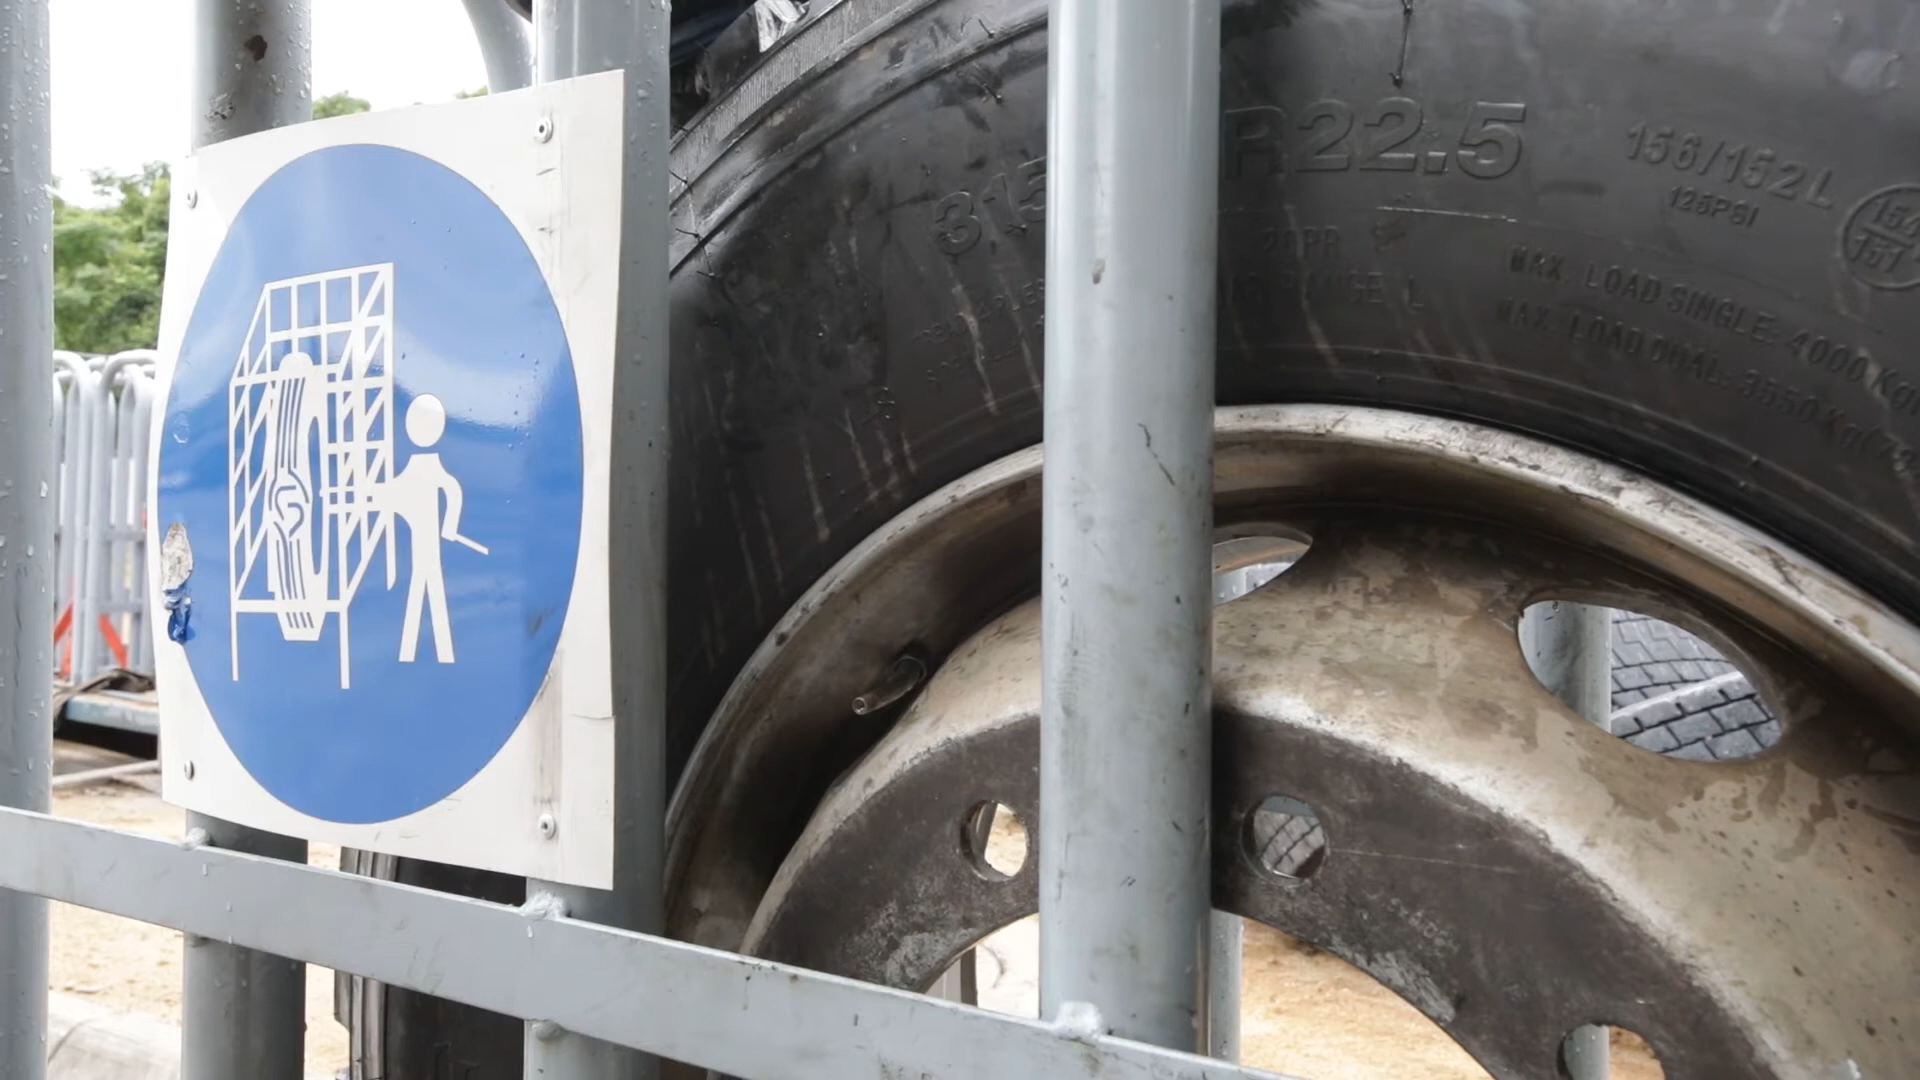 315 R22.5
156/152L
125PSI
154
151
20PR
MAX. LOAD SINGLE: 4000 Kg
MAX. LOAD DUAL: 3550 Kg